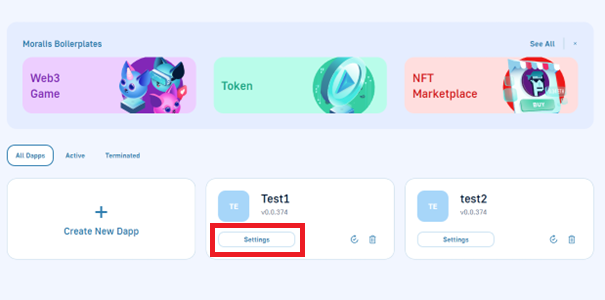 Moralis Boilerplates
See All
Web3
Game
Token
NFT
Marketplace
BUY
All Dapps
Active
Terminated
+
Create New Dapp
TE
Test1
v0.0.374
Settings
TE
test2
v0.0.374
Settings